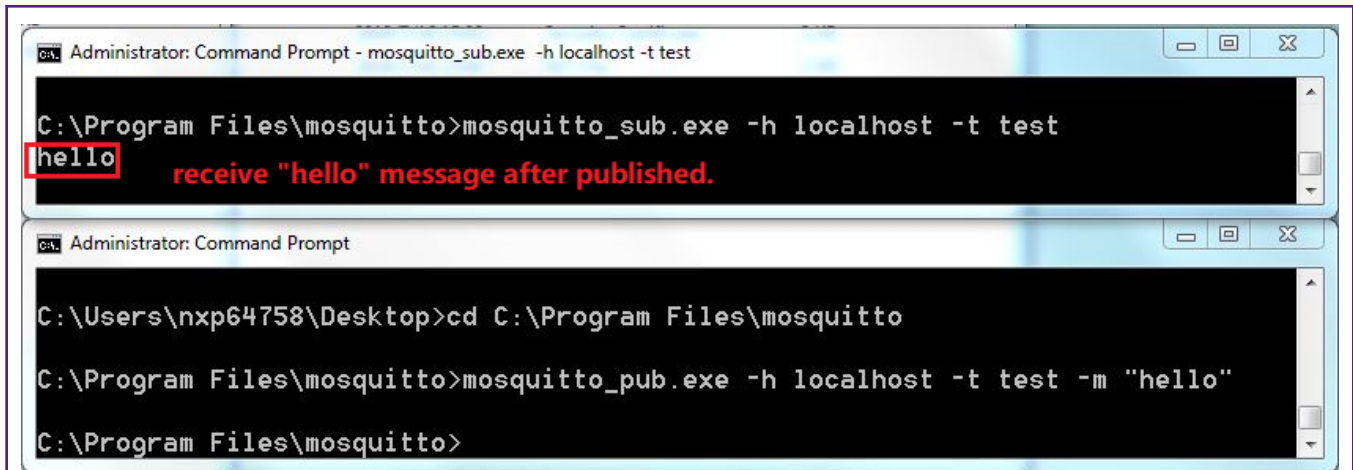 Administrator: Command Prompt - mosquitto_sub.exe -h localhost -t test
C:\Program Files\mosquitto>mosquitto_sub.exe -h localhost -t test
hello
receive "hello" message after published.
Administrator: Command Prompt
C:\Users\nxp64758\Desktop>cd C:\Program Files\mosquitto
C:\Program Files\mosquitto>mosquitto_pub.exe -h localhost -t test -m "hello"
C:\Program Files\mosquitto>